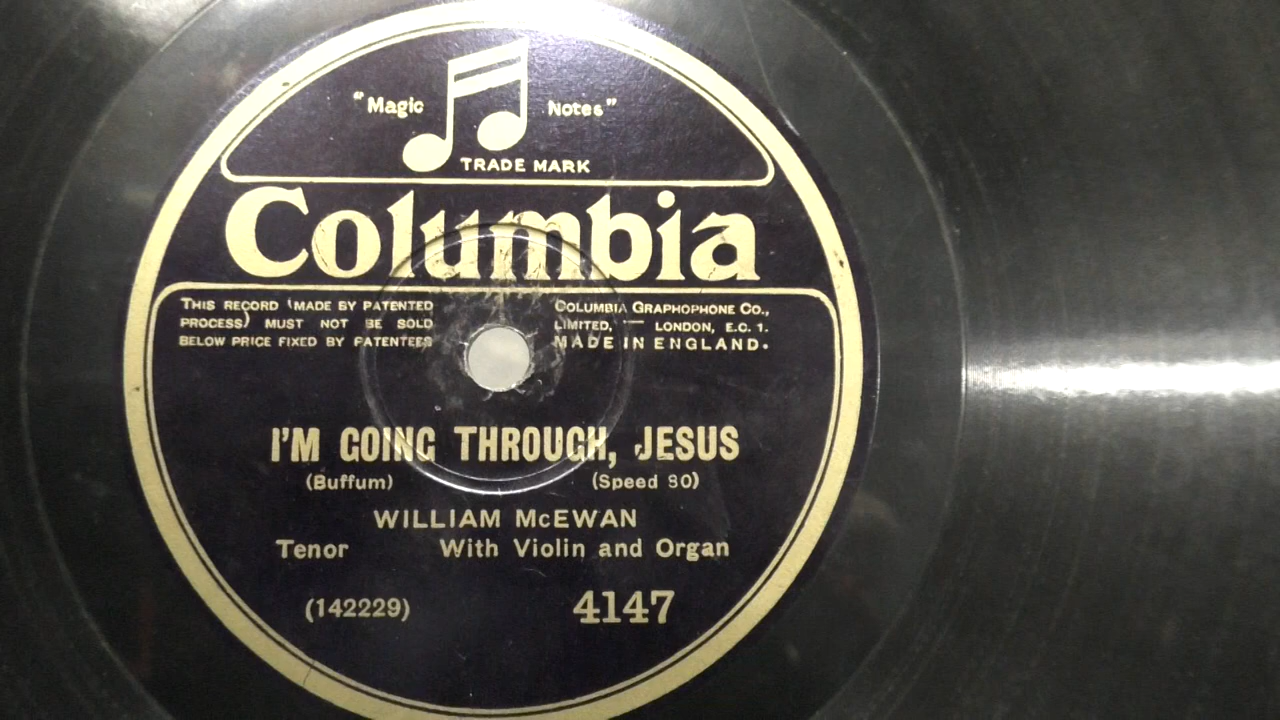 "Magic Notes"
TRADE MARK
Columbia
THIS RECORD (MADE BY PATENTED
PROCESS) MUST NOT BE SOLD
BELOW PRICE FIXED BY PATENTEES
COLUMBIA GRAPHOPHONE CO.,
LIMITED, — LONDON, E.C. 1.
MADE IN ENGLAND.
I'M GOING THROUGH, JESUS
(Buffum) (Speed 80)
WILLIAM McEWAN
Tenor With Violin and Organ
(142229) 4147